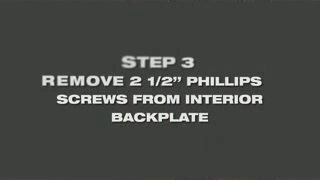 STEP 3
REMOVE 2 1/2” PHILLIPS
SCREWS FROM INTERIOR
BACKPLATE